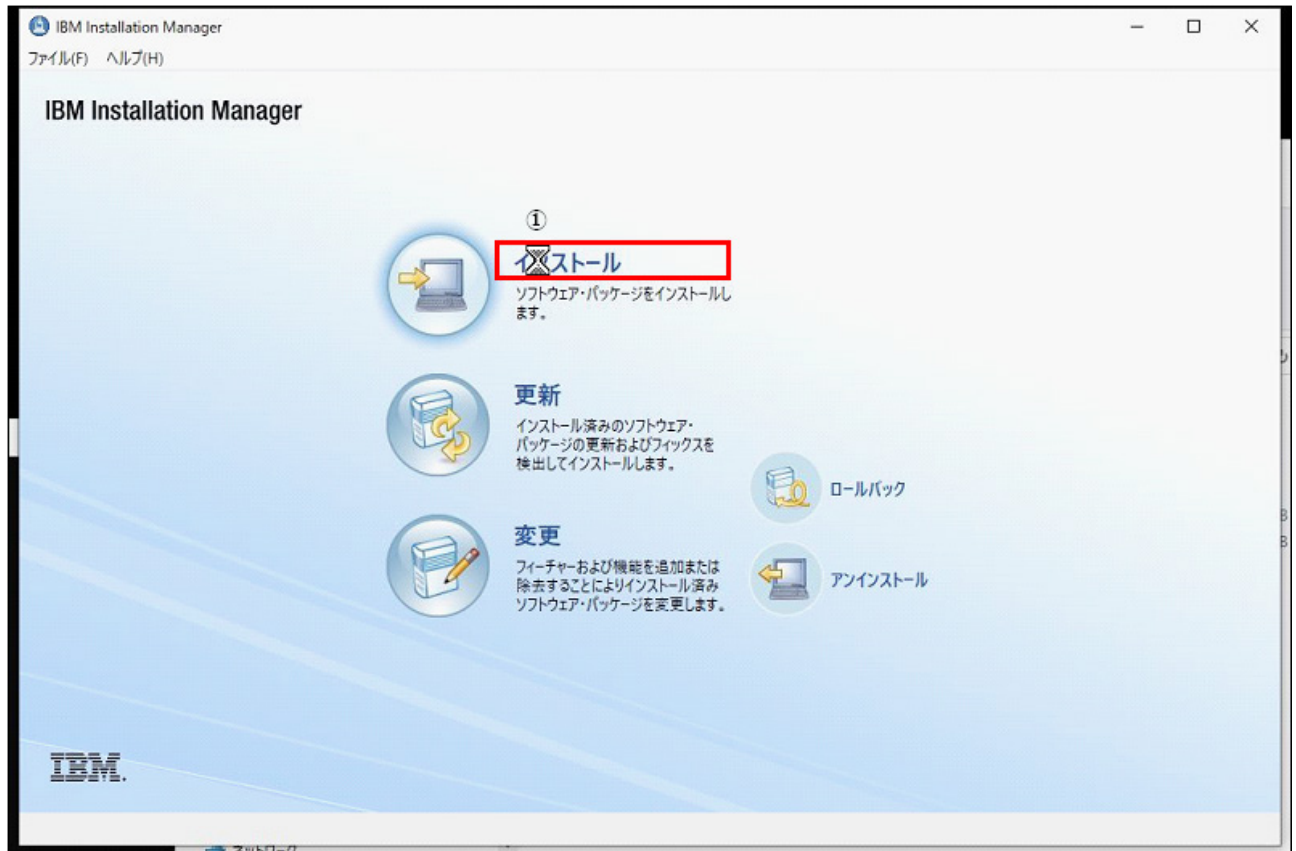 IBM Installation Manager
ファイル(F) ヘルプ(H)
IBM Installation Manager
①
ストール
ソフトウェア・パッケージをインストールし
ます。
更新
インストール済みのソフトウェア・
パッケージの更新およびフィックスを
検出してインストールします。
ロールバック
変更
フィーチャーおよび機能を追加または
除去することによりインストール済み
ソフトウェア・パッケージを変更します。
アンインストール
IBM.
ネットワーク